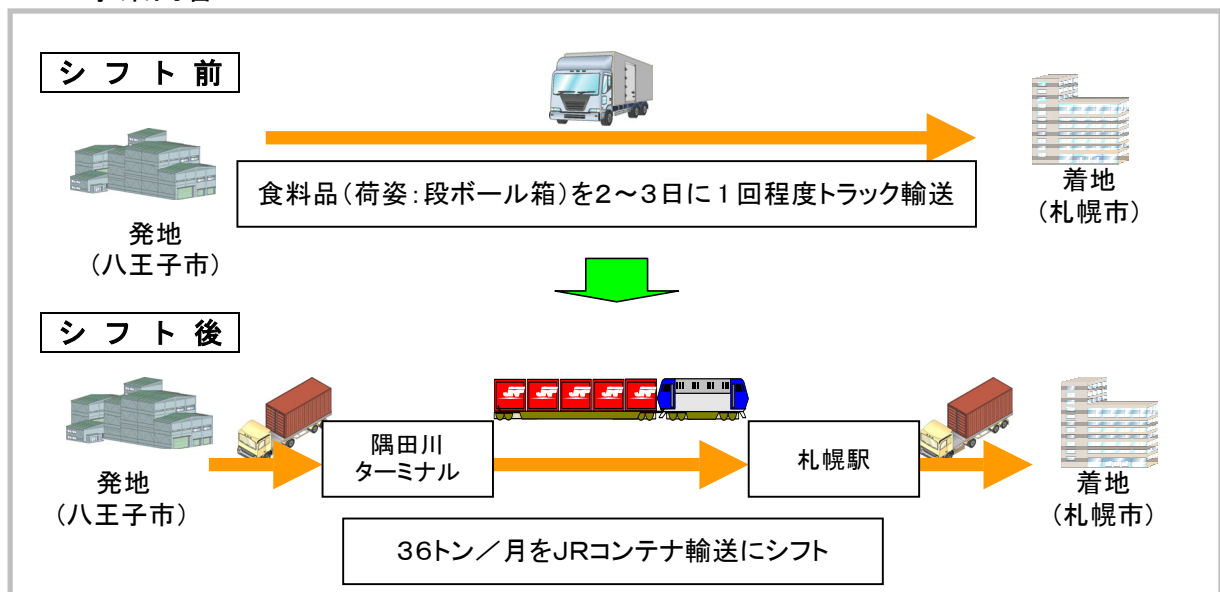 シフト前
食料品（荷姿：段ボール箱）を２～３日に１回程度トラック輸送
発地
（八王子市）
着地
（札幌市）
シフト後
隅田川
ターミナル
札幌駅
発地
（八王子市）
着地
（札幌市）
３６トン／月をＪＲコンテナ輸送にシフト